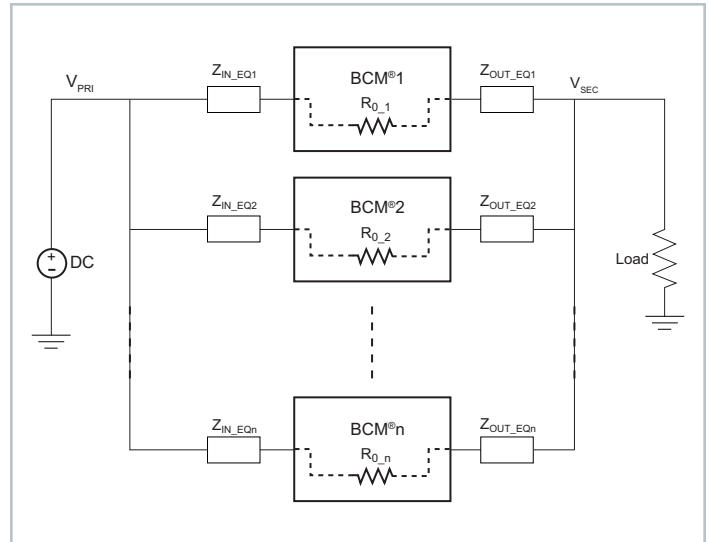 Z_IN_EQ1
BCM®1
Z_OUT_EQ1
V_PRI
R_0_1
V_SEC
Z_IN_EQ2
BCM®2
Z_OUT_EQ2
R_0_2
+
–
DC
Load
Z_IN_EQn
BCM®n
Z_OUT_EQn
R_0_n